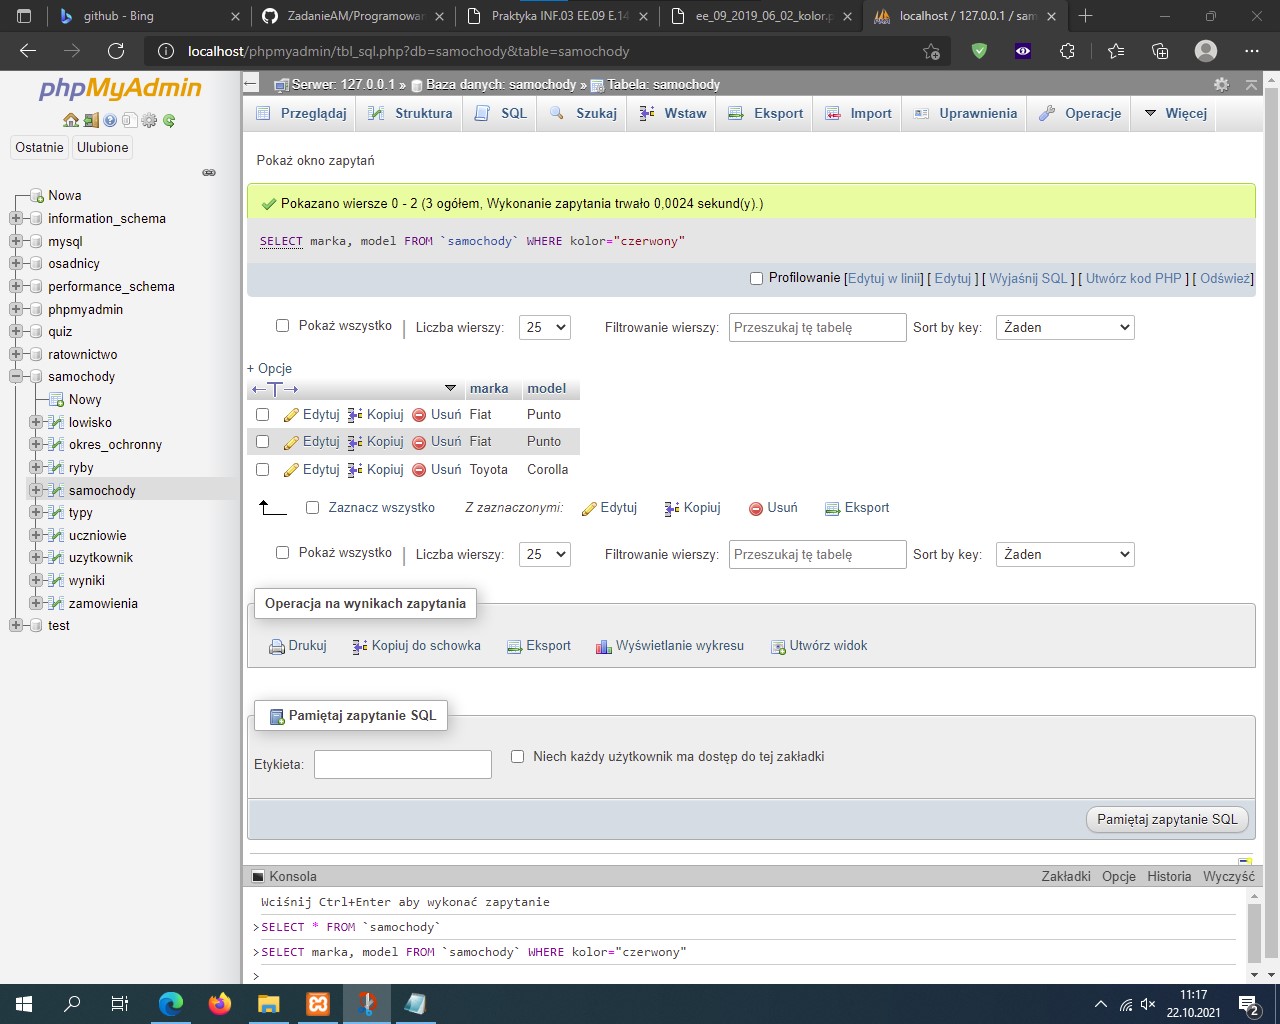 github - Bing
ZadanieAM/Programowan
Praktyka INF.03 EE.09 E.14
ee_09_2019_06_02_kolor.p
localhost / 127.0.0.1 / sam
localhost/phpmyadmin/tbl_sql.php?db=samochody&table=samochody
phpMyAdmin
Ostatnie Ulubione
Nowa
information_schema
mysql
osadnicy
performance_schema
phpmyadmin
quiz
ratownictwo
samochody
Nowy
lowisko
okres_ochronny
ryby
samochody
typy
uczniowie
uzytkownik
wyniki
zamowienia
test
Serwer: 127.0.0.1 » Baza danych: samochody » Tabela: samochody
Przeglądaj Struktura SQL Szukaj Wstaw Eksport Import Uprawnienia Operacje Więcej
Pokaż okno zapytań
Pokazano wiersze 0 - 2 (3 ogółem, Wykonanie zapytania trwało 0,0024 sekund(y).)
SELECT marka, model FROM `samochody` WHERE kolor="czerwony"
Profilowanie [Edytuj w linii] [ Edytuj ] [ Wyjaśnij SQL ] [ Utwórz kod PHP ] [ Odśwież]
Pokaż wszystko | Liczba wierszy: 25 Filtrowanie wierszy: Przeszukaj tę tabelę Sort by key: Żaden
+ Opcje
←T→ marka model
Edytuj Kopiuj Usuń Fiat Punto
Edytuj Kopiuj Usuń Fiat Punto
Edytuj Kopiuj Usuń Toyota Corolla
Zaznacz wszystko Z zaznaczonymi: Edytuj Kopiuj Usuń Eksport
Pokaż wszystko | Liczba wierszy: 25 Filtrowanie wierszy: Przeszukaj tę tabelę Sort by key: Żaden
Operacja na wynikach zapytania
Drukuj Kopiuj do schowka Eksport Wyświetlanie wykresu Utwórz widok
Pamiętaj zapytanie SQL
Etykieta: Niech każdy użytkownik ma dostęp do tej zakładki
Pamiętaj zapytanie SQL
Konsola Zakładki Opcje Historia Wyczyść
Wciśnij Ctrl+Enter aby wykonać zapytanie
>SELECT * FROM `samochody`
>SELECT marka, model FROM `samochody` WHERE kolor="czerwony"
>
11:17
22.10.2021
2